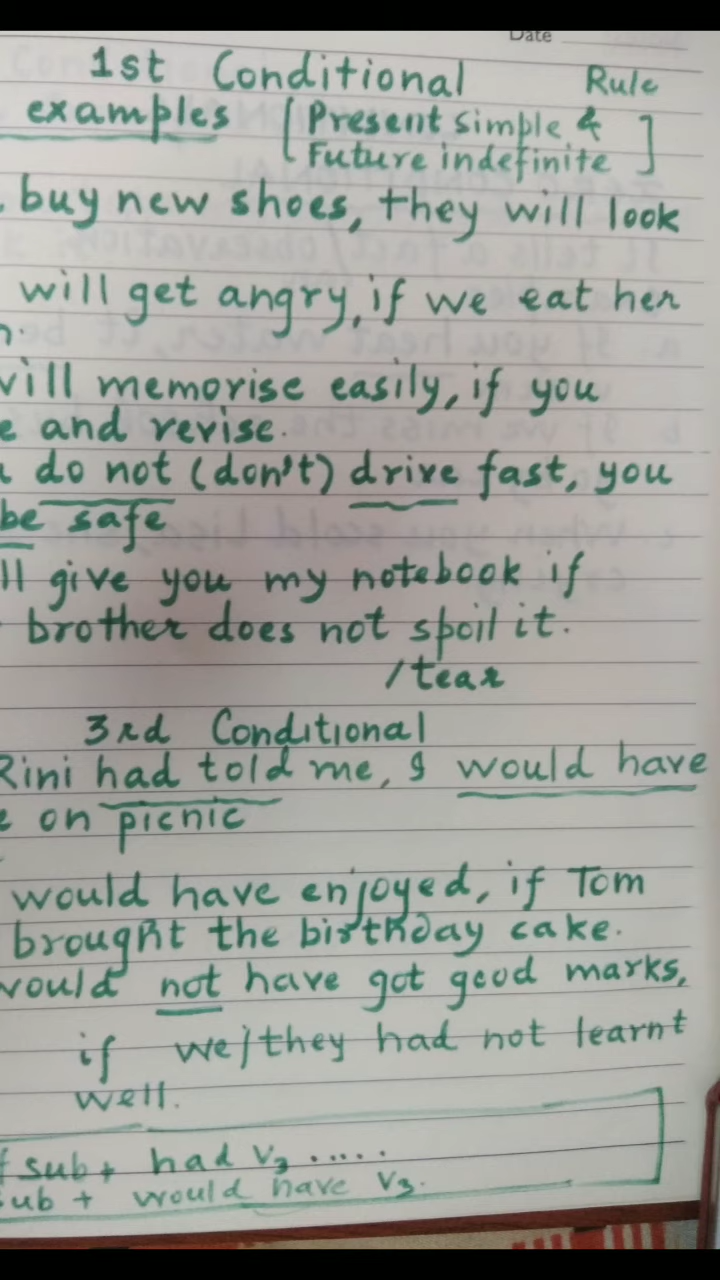 Date
1st Conditional Rule
examples [Present simple &
Future indefinite]
. buy new shoes, they will look
will get angry, if we eat her
n.
will memorise easily, if you
e and revise.
do not (don't) drive fast, you
be safe
ll give you my notebook if
brother does not spoil it.
/tear
3rd Conditional
Rini had told me, I would have
e on picnic
would have enjoyed, if Tom
brought the birthday cake.
would not have got good marks,
if we/they had not learnt
well.
f sub+ had V3 .....
sub + would have V3.